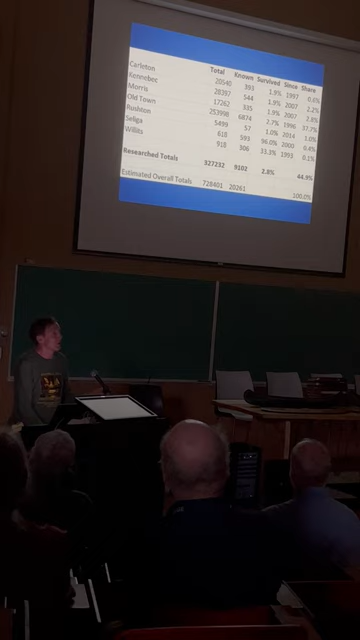 Total Known Survived Since Share
Carleton 20540 393 1.9% 1997
Kennebec 28397 544 1.9% 2007 2.2%
Morris 17262 335 1.9% 2007 2.8%
Old Town 253998 6874 2.7% 1996 37.7%
Rushton 5499 57 1.0% 2014 1.0%
Seliga 618 593 96.0% 2000 0.4%
Willits 918 306 33.3% 1993 0.1%
Researched Totals 327232 9102 2.8% 44.9%
Estimated Overall Totals 728401 20261 100.0%